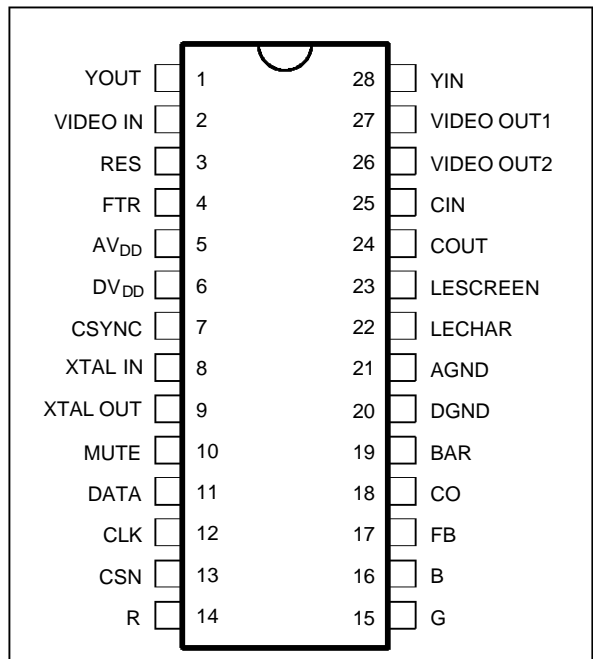 YOUT 1 28 YIN
VIDEO IN 2 27 VIDEO OUT1
RES 3 26 VIDEO OUT2
FTR 4 25 CIN
AVDD 5 24 COUT
DVDD 6 23 LESCREEN
CSYNC 7 22 LECHAR
XTAL IN 8 21 AGND
XTAL OUT 9 20 DGND
MUTE 10 19 BAR
DATA 11 18 CO
CLK 12 17 FB
CSN 13 16 B
R 14 15 G